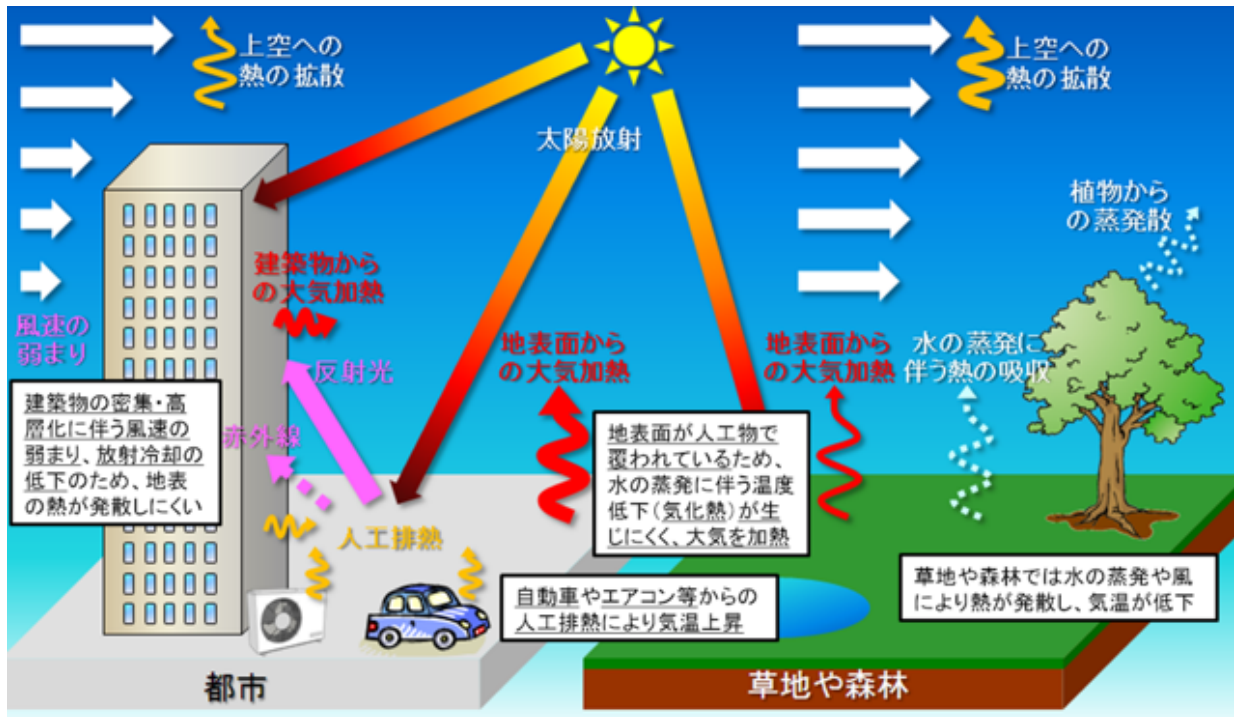 上空への
熱の拡散
太陽放射
上空への
熱の拡散
植物から
の蒸発散
建築物から
の大気加熱
風速の
弱まり
反射光
地表面から
の大気加熱
地表面から
の大気加熱
水の蒸発に
伴う熱の吸収
建築物の密集・高
層化に伴う風速の
弱まり、放射冷却の
低下のため、地表
の熱が発散しにくい
赤外線
地表面が人工物で
覆われているため、
水の蒸発に伴う温度
低下(気化熱)が生
じにくく、大気を加熱
人工排熱
自動車やエアコン等からの
人工排熱により気温上昇
草地や森林では水の蒸発や風
により熱が発散し、気温が低下
都市
草地や森林